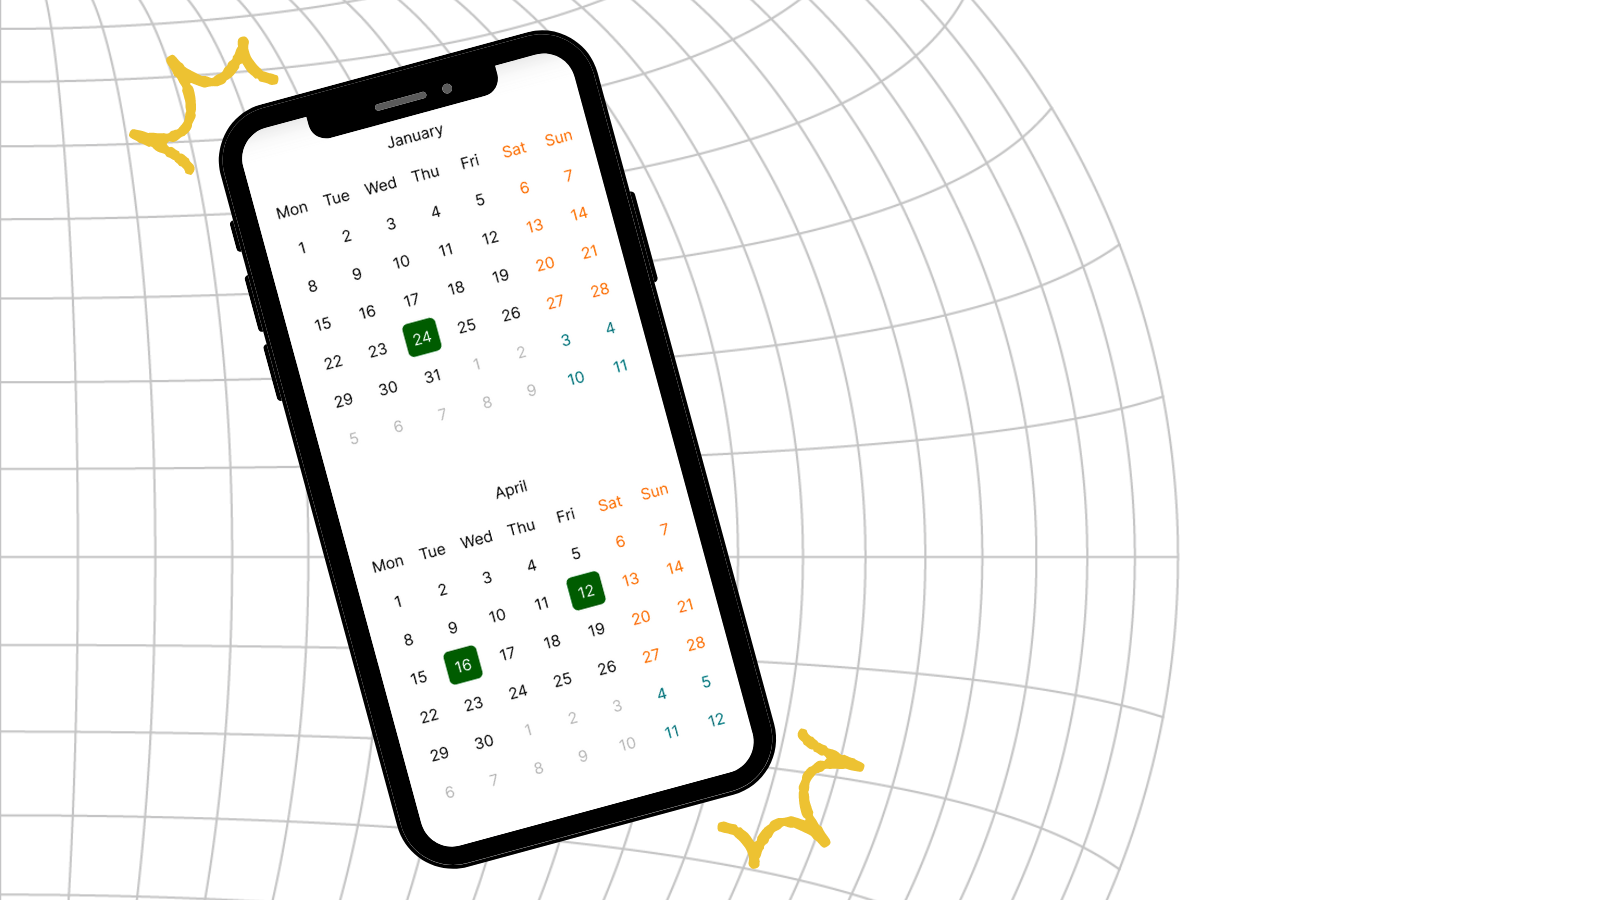 January
Mon Tue Wed Thu Fri Sat Sun
1 2 3 4 5 6 7
8 9 10 11 12 13 14
15 16 17 18 19 20 21
22 23 24 25 26 27 28
29 30 31 1 2 3 4
5 6 7 8 9 10 11
April
Mon Tue Wed Thu Fri Sat Sun
1 2 3 4 5 6 7
8 9 10 11 12 13 14
15 16 17 18 19 20 21
22 23 24 25 26 27 28
29 30 1 2 3 4 5
6 7 8 9 10 11 12